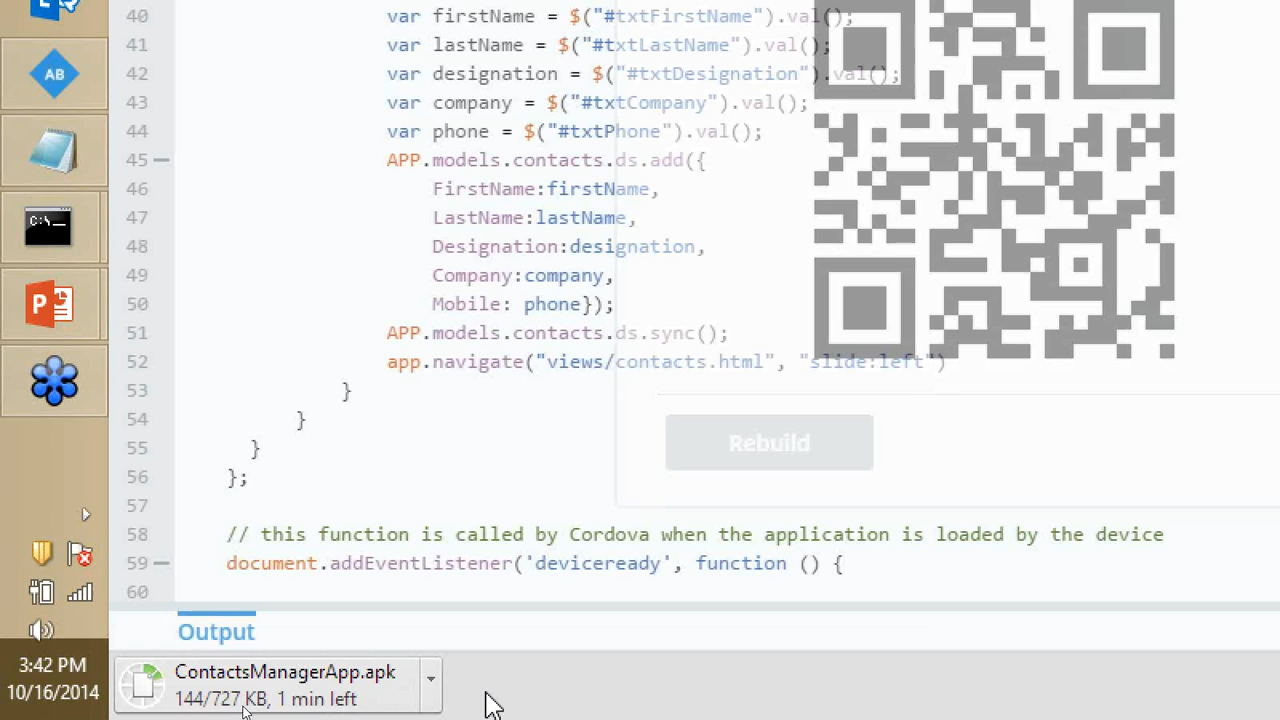 40 var firstName = $("#txtFirstName").val();
41 var lastName = $("#txtLastName").val();
42 var designation = $("#txtDesignation").val();
43 var company = $("#txtCompany").val();
44 var phone = $("#txtPhone").val();
45 APP.models.contacts.ds.add({
46 FirstName:firstName,
47 LastName:lastName,
48 Designation:designation,
49 Company:company,
50 Mobile: phone});
51 APP.models.contacts.ds.sync();
52 app.navigate("views/contacts.html", "slide:left")
53 }
54 }
55 }
56 };
57
58 // this function is called by Cordova when the application is loaded by the device
59 document.addEventListener('deviceready', function () {
60
Rebuild
Output
ContactsManagerApp.apk
144/727 KB, 1 min left
AB
C:\
P
3:42 PM
10/16/2014